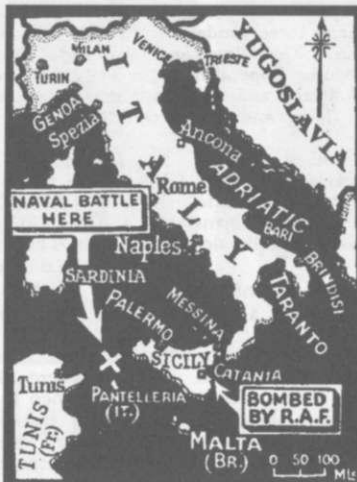 MILAN
VENICE
TRIESTE
TURIN
YUGOSLAVIA
GENOA
Spezia
ITALY
Ancona
ADRIATIC
Rome
NAVAL BATTLE
HERE
BARI
BRINDISI
Naples
TARANTO
SARDINIA
PALERMO
MESSINA
SICILY
CATANIA
Tunis
PANTELLERIA
(IT.)
BOMBED
BY R.A.F.
TUNIS
(Fr.)
MALTA
(BR.)
0 50 100
MLS